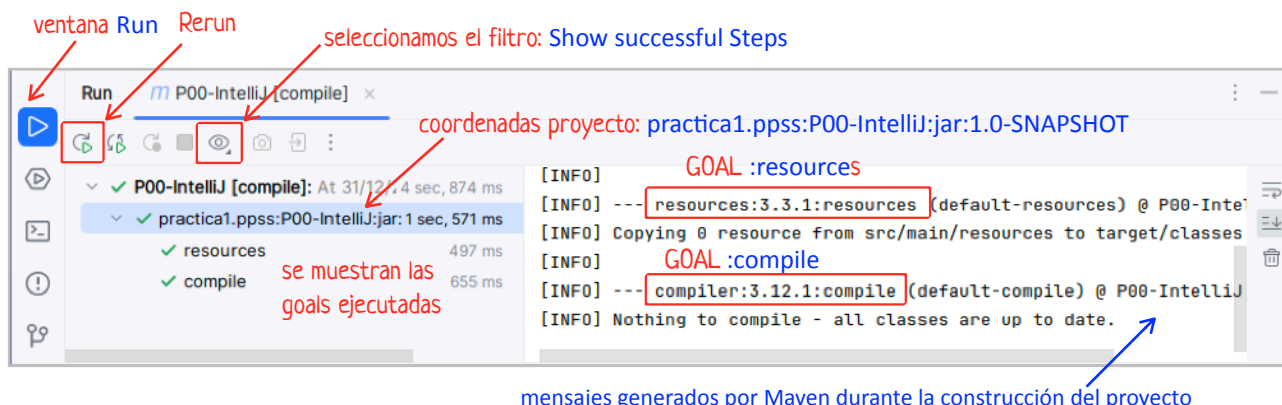 ventana Run
Rerun
seleccionamos el filtro: Show successful Steps
Run
m P00-IntelliJ [compile]
coordenadas proyecto: practica1.ppss:P00-IntelliJ:jar:1.0-SNAPSHOT
P00-IntelliJ [compile]: At 31/12/ 4 sec, 874 ms
practica1.ppss:P00-IntelliJ:jar: 1 sec, 571 ms
resources 497 ms
compile 655 ms
se muestran las
goals ejecutadas
[INFO]
GOAL :resources
[INFO] --- resources:3.3.1:resources (default-resources) @ P00-Inte
[INFO] Copying 0 resource from src/main/resources to target/classes
[INFO]
GOAL :compile
[INFO] --- compiler:3.12.1:compile (default-compile) @ P00-IntelliJ
[INFO] Nothing to compile - all classes are up to date.
mensajes generados por Maven durante la construcción del proyecto